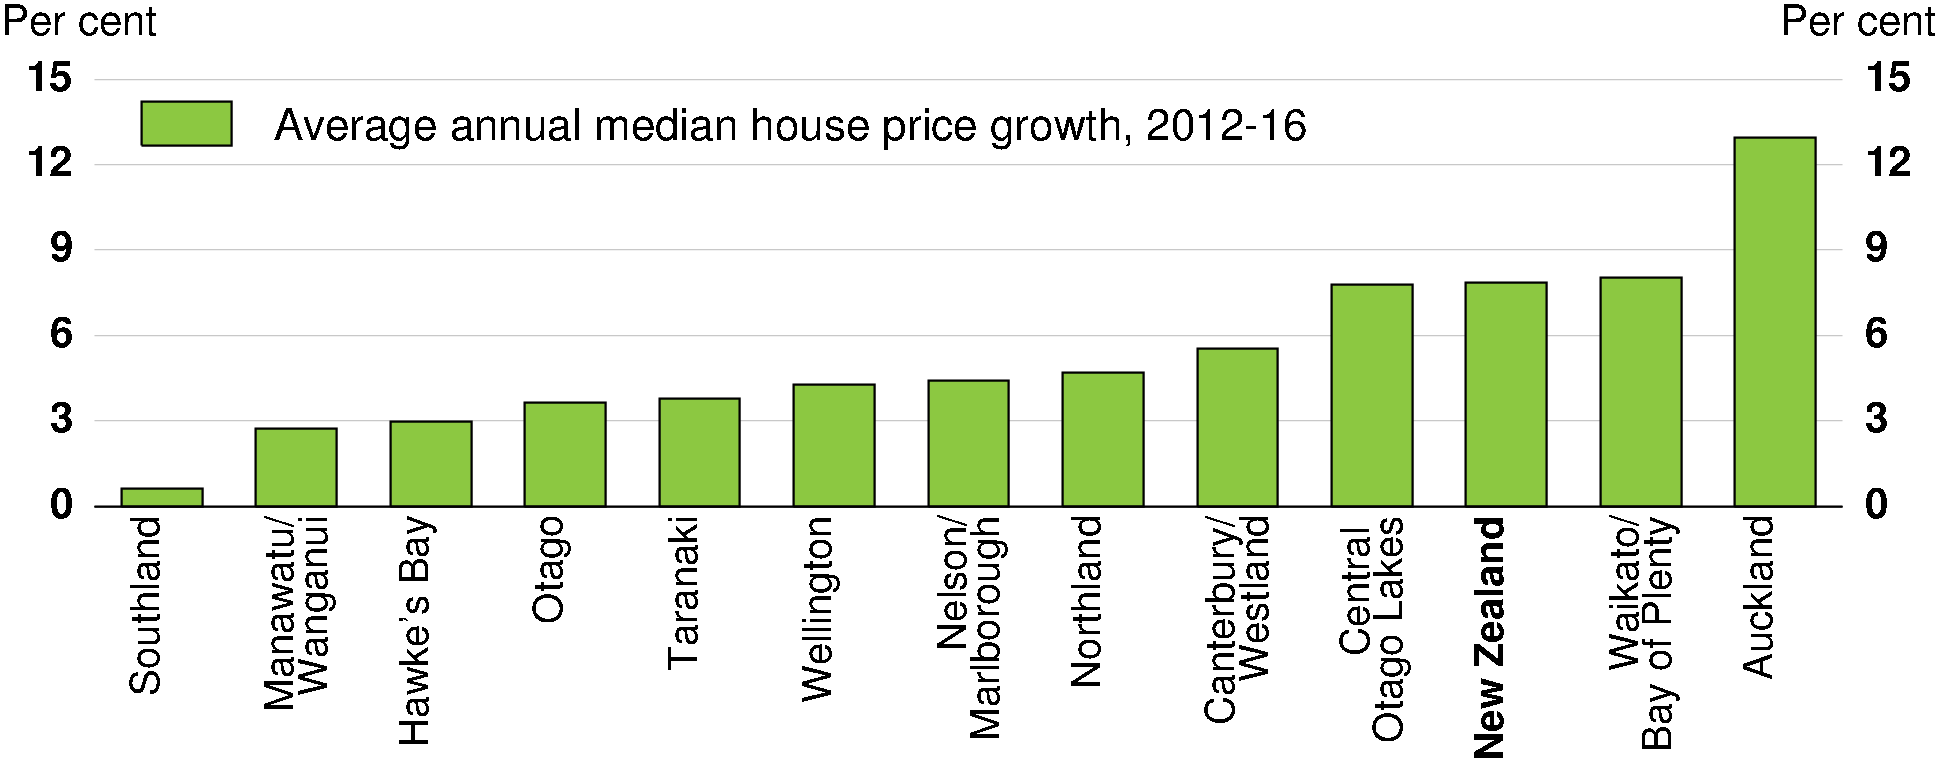 Per cent
Per cent
15
15
Average annual median house price growth, 2012-16
12
12
9
9
6
6
3
3
0
0
Southland
Manawatu/
Wanganui
Hawke's Bay
Otago
Taranaki
Wellington
Nelson/
Marlborough
Northland
Canterbury/
Westland
Central
Otago Lakes
New Zealand
Waikato/
Bay of Plenty
Auckland